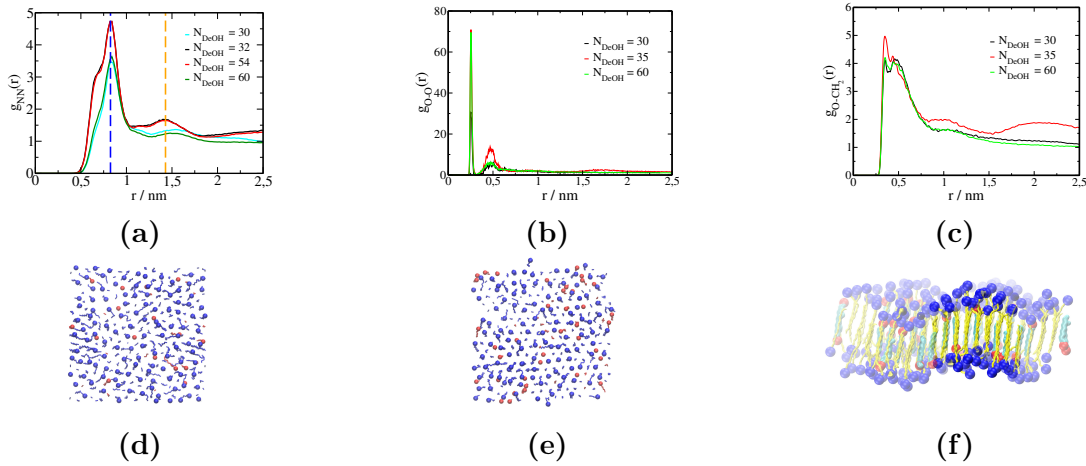 g_NN(r)
5
4
3
2
1
0
0
0,5
1
1,5
2
2,5
r / nm
N_DeOH = 30
N_DeOH = 32
N_DeOH = 54
N_DeOH = 60
(a)
g_O-O(r)
80
60
40
20
0
0
0,5
1
1,5
2
2,5
r / nm
N_DeOH = 30
N_DeOH = 35
N_DeOH = 60
(b)
g_O-CH_2(r)
6
5
4
3
2
1
0
0
0,5
1
1,5
2
2,5
r / nm
N_DeOH = 30
N_DeOH = 35
N_DeOH = 60
(c)
(d)
(e)
(f)